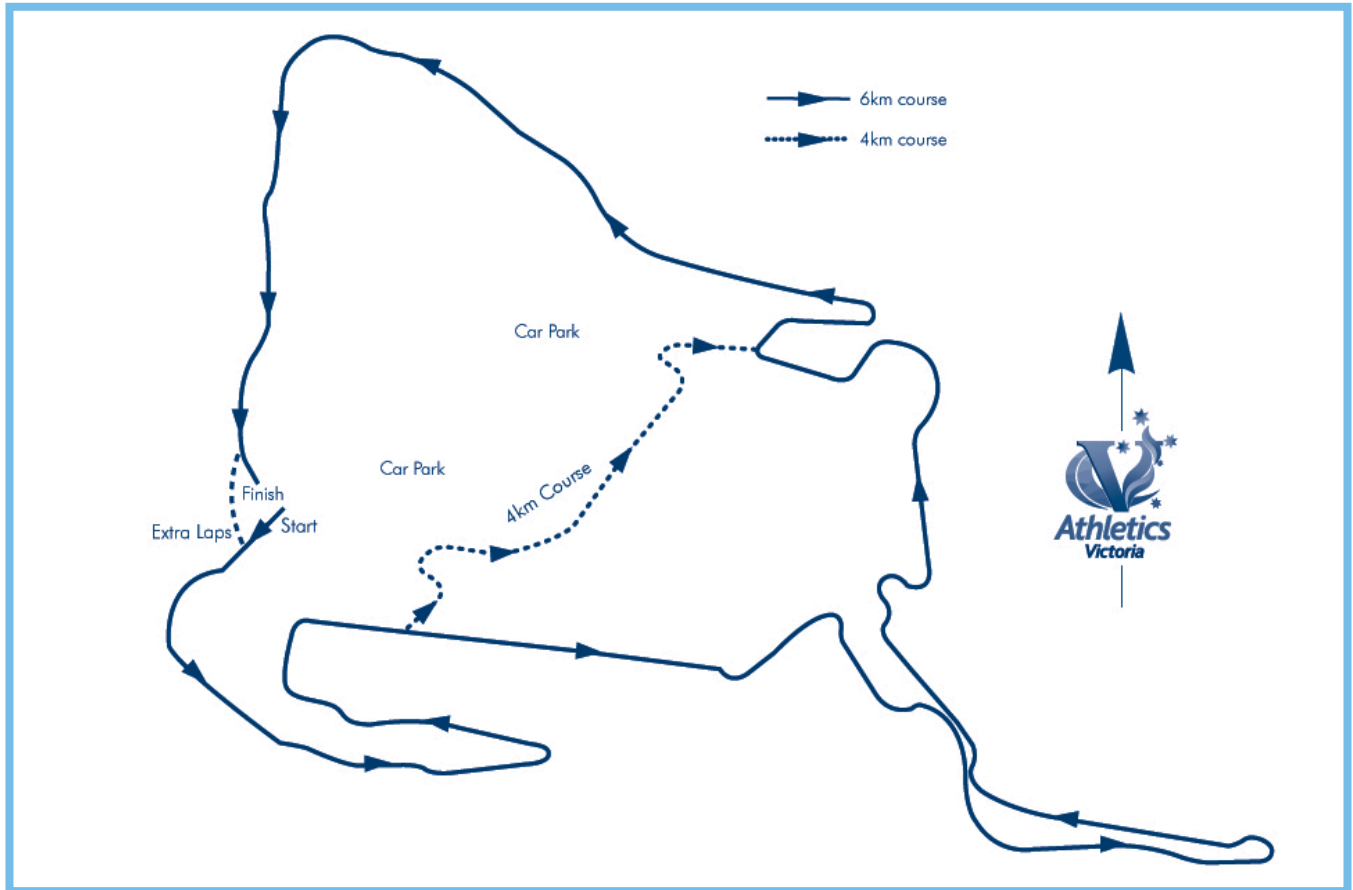 6km course
4km course
Car Park
Car Park
4km Course
Finish
Start
Extra Laps
V
Athletics
Victoria